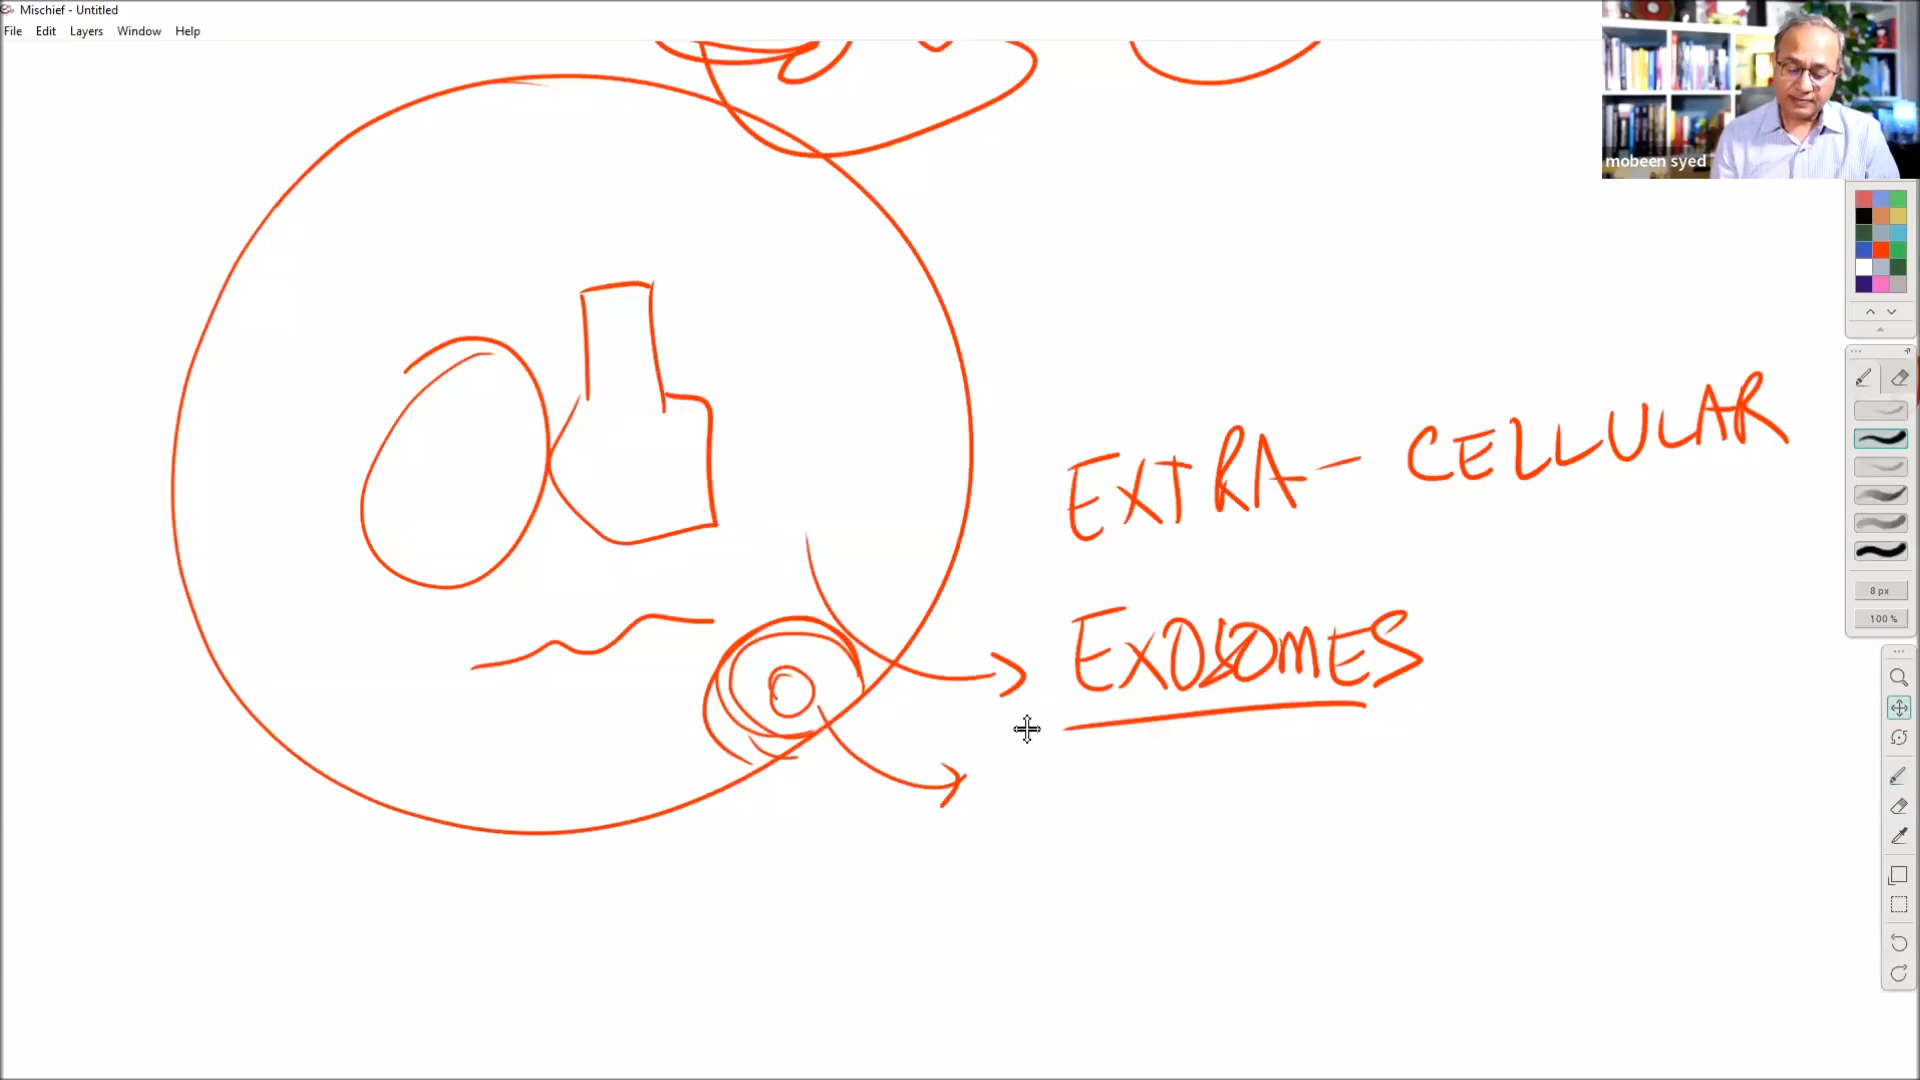 Mischief - Untitled
File Edit Layers Window Help
mobeen syed
EXTRA - CELLULAR
EXOSOMES
8 px
100 %